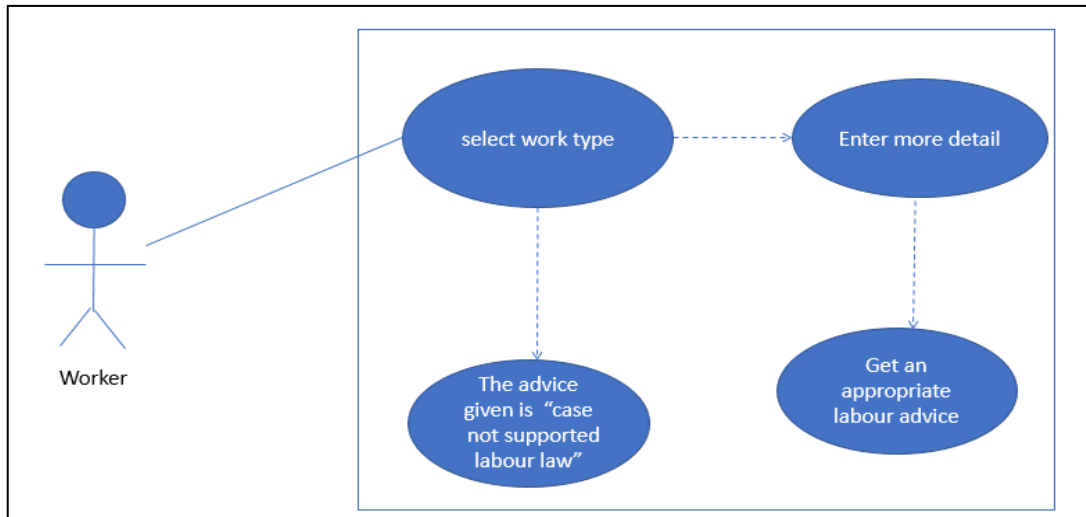 select work type
Enter more detail
Worker
The advice
given is “case
not supported
labour law”
Get an
appropriate
labour advice